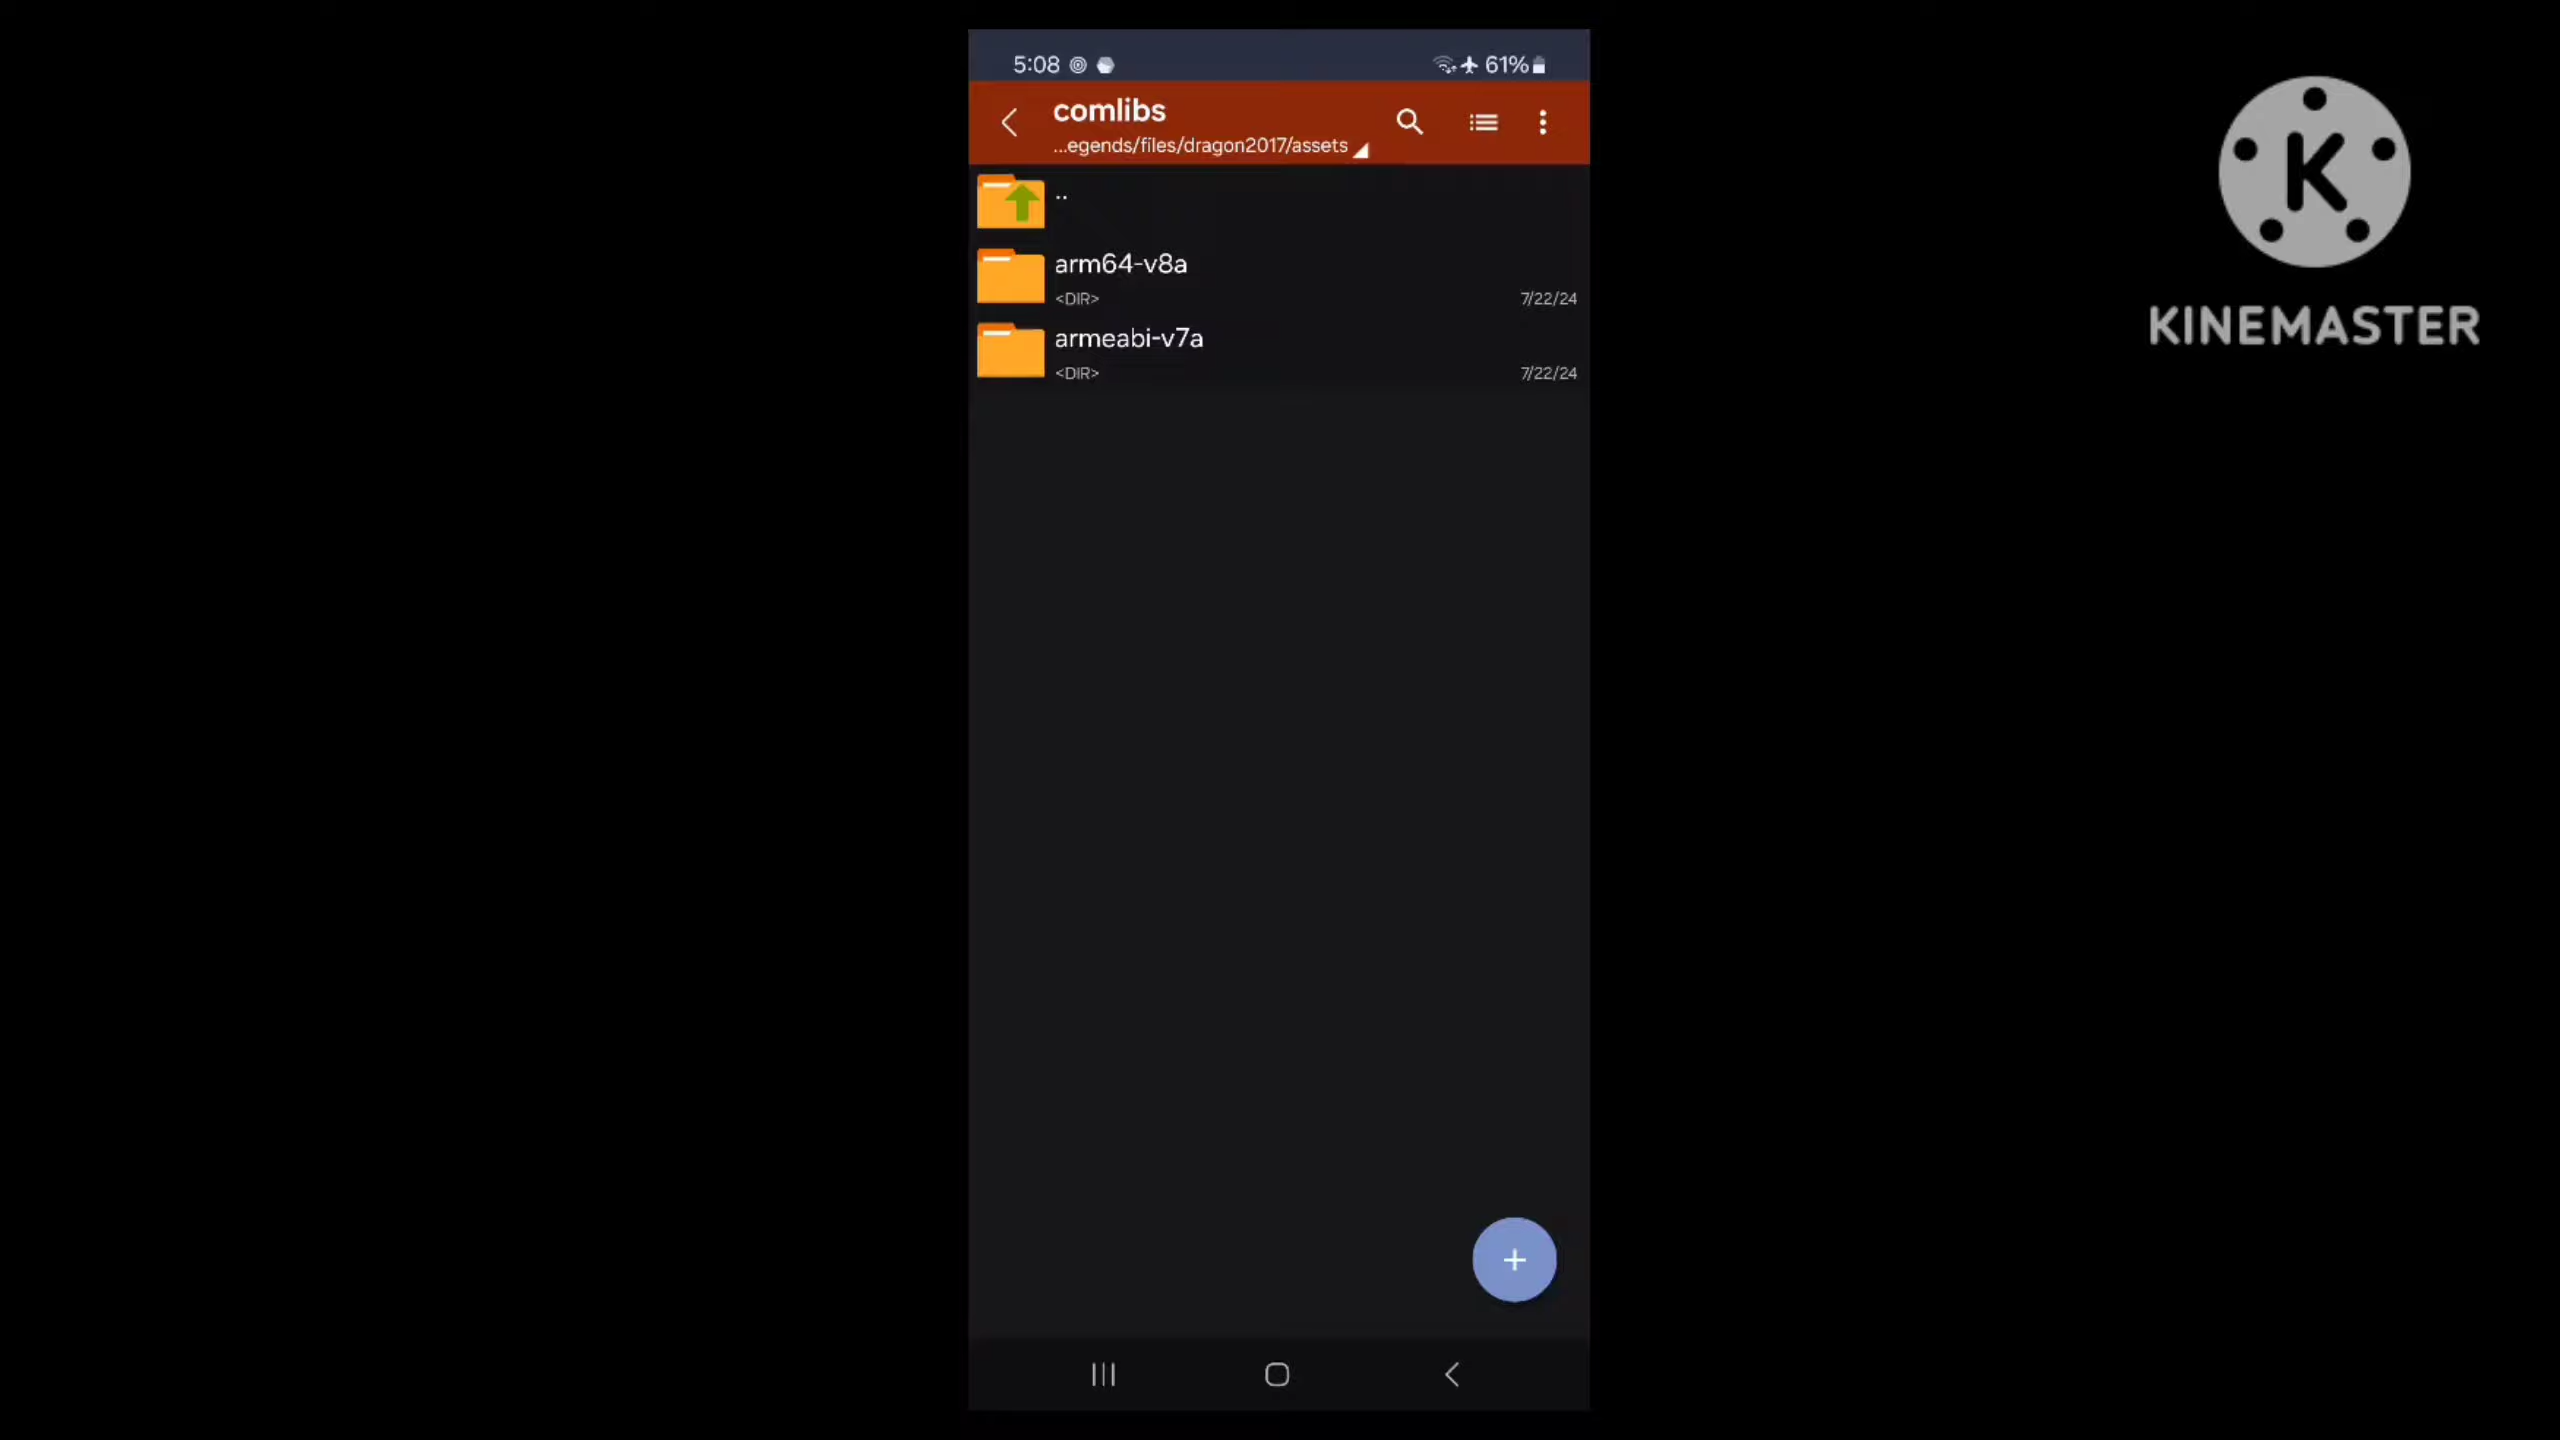 5:08
61%
comlibs
...egends/files/dragon2017/assets
..
arm64-v8a
<DIR>
7/22/24
armeabi-v7a
<DIR>
7/22/24
K
KINEMASTER